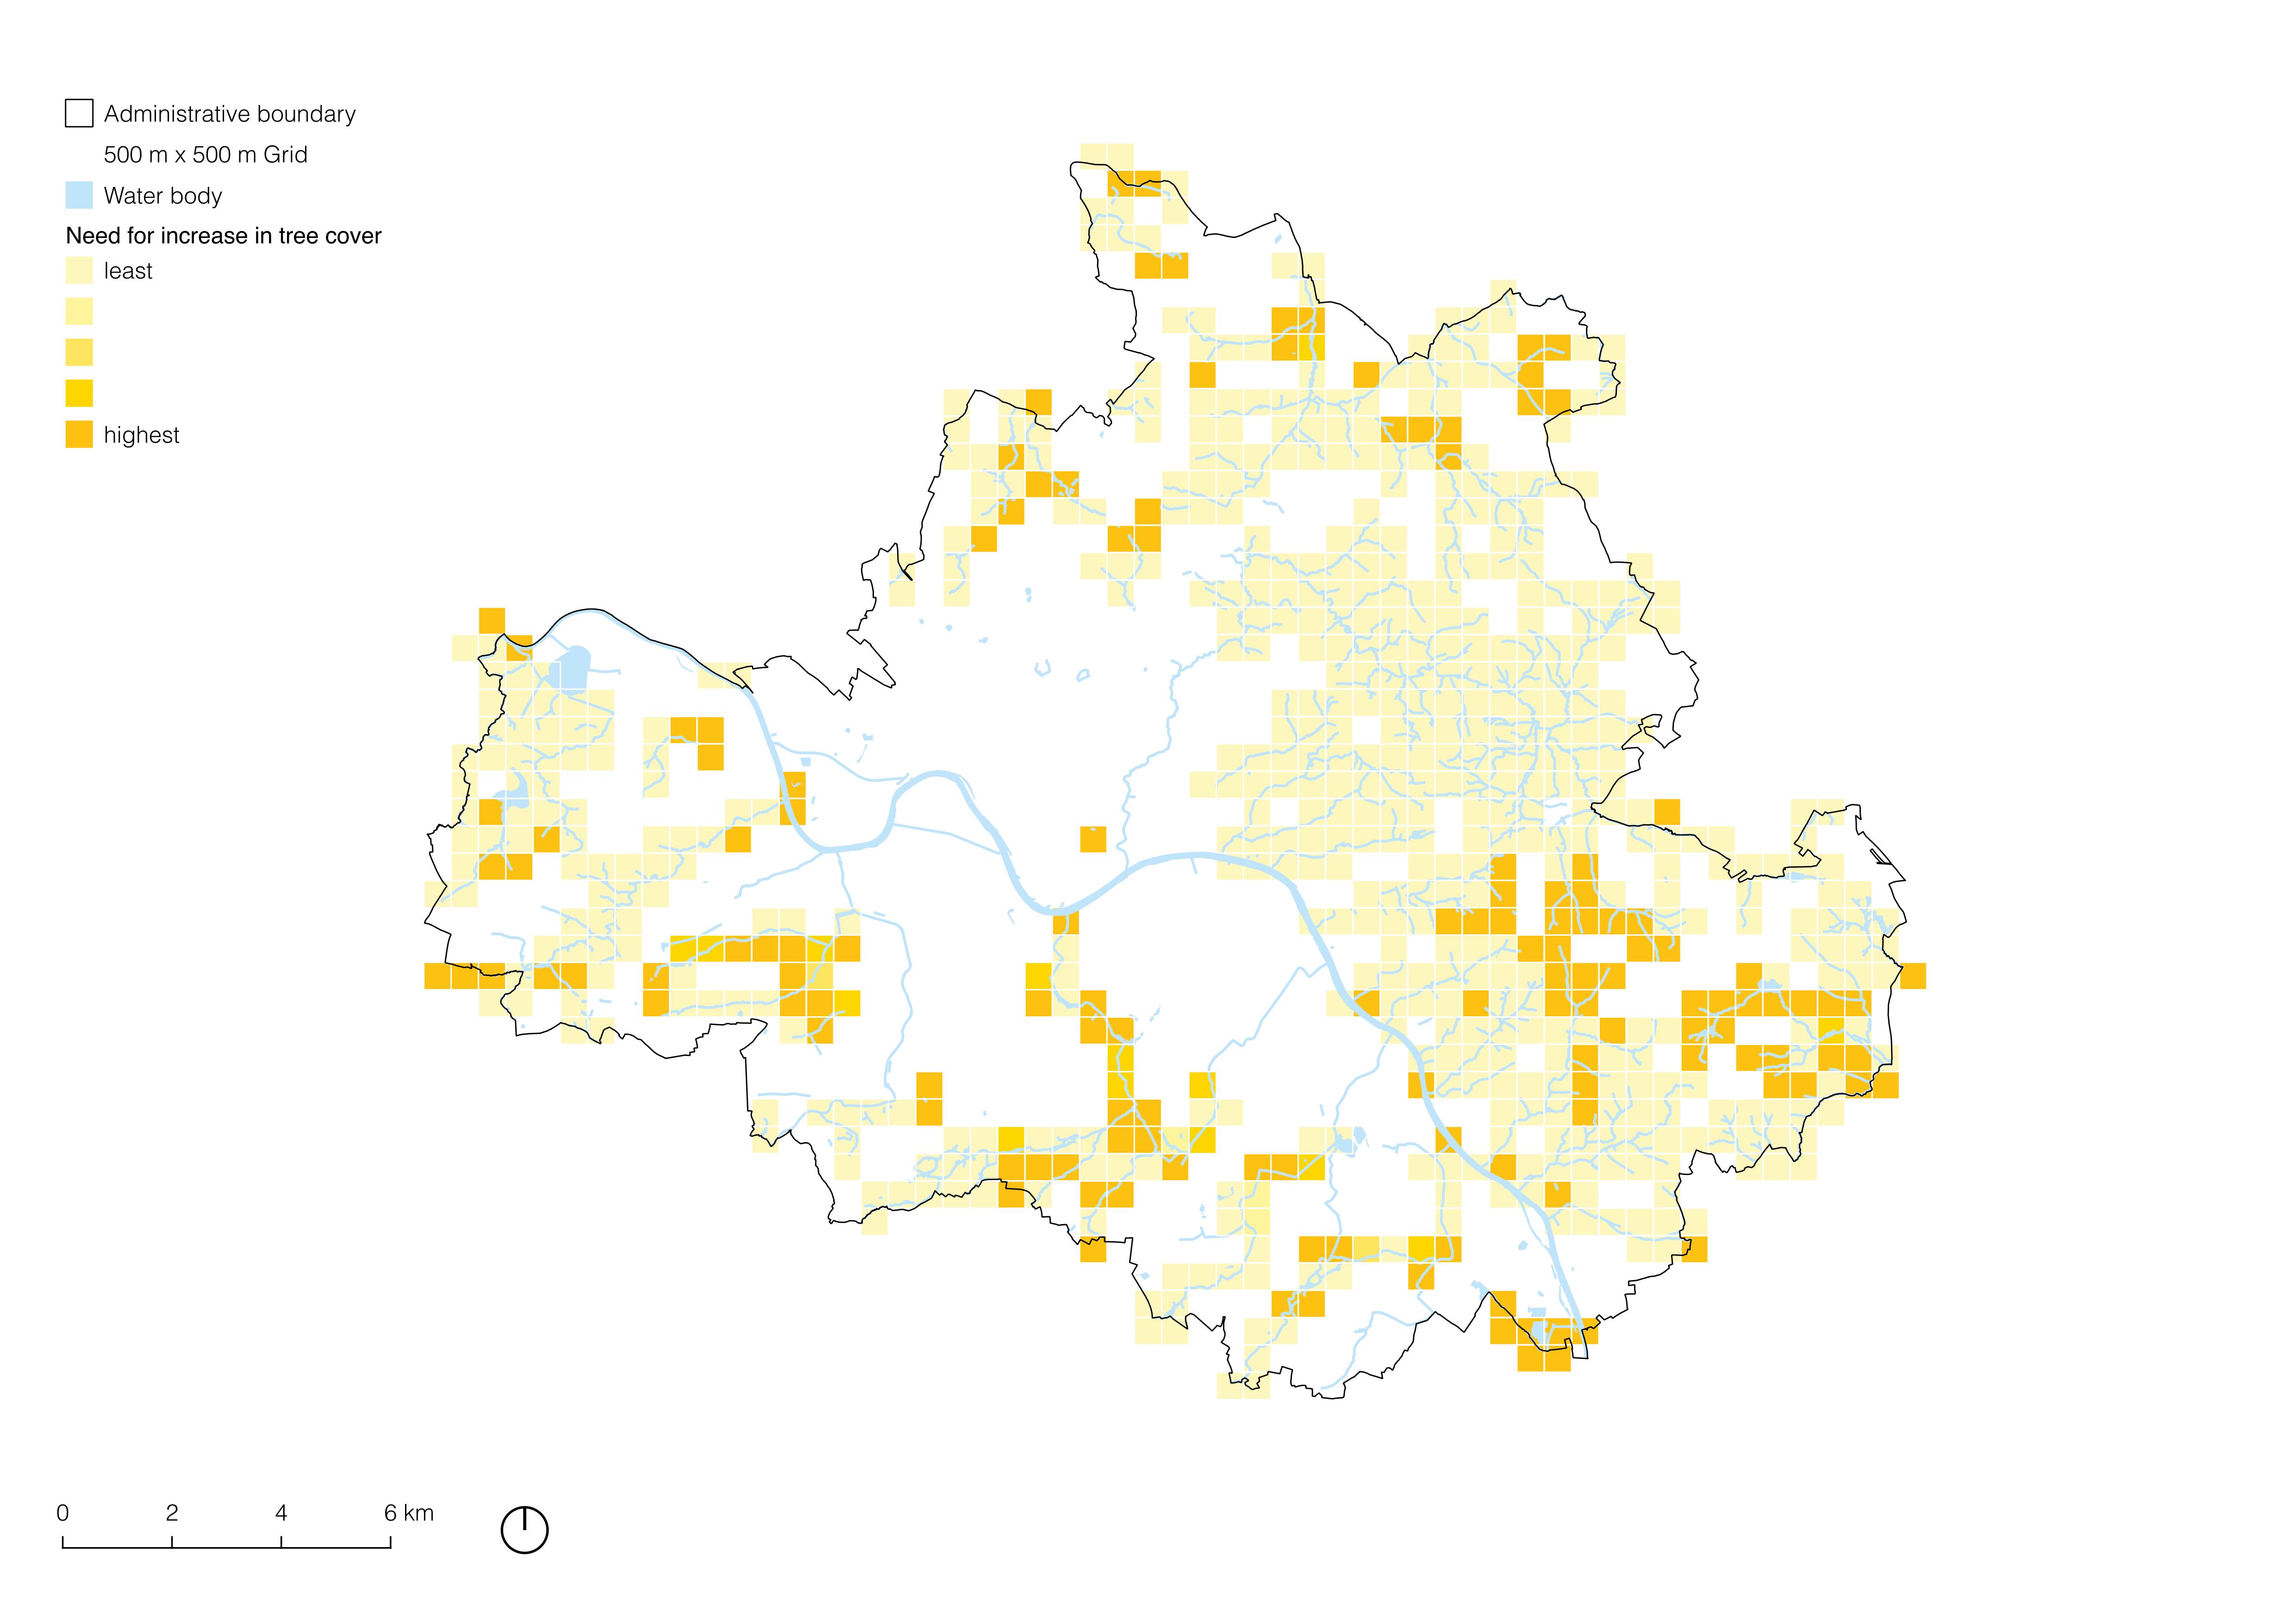 Administrative boundary
500 m x 500 m Grid
Water body
Need for increase in tree cover
least
highest
0 2 4 6 km